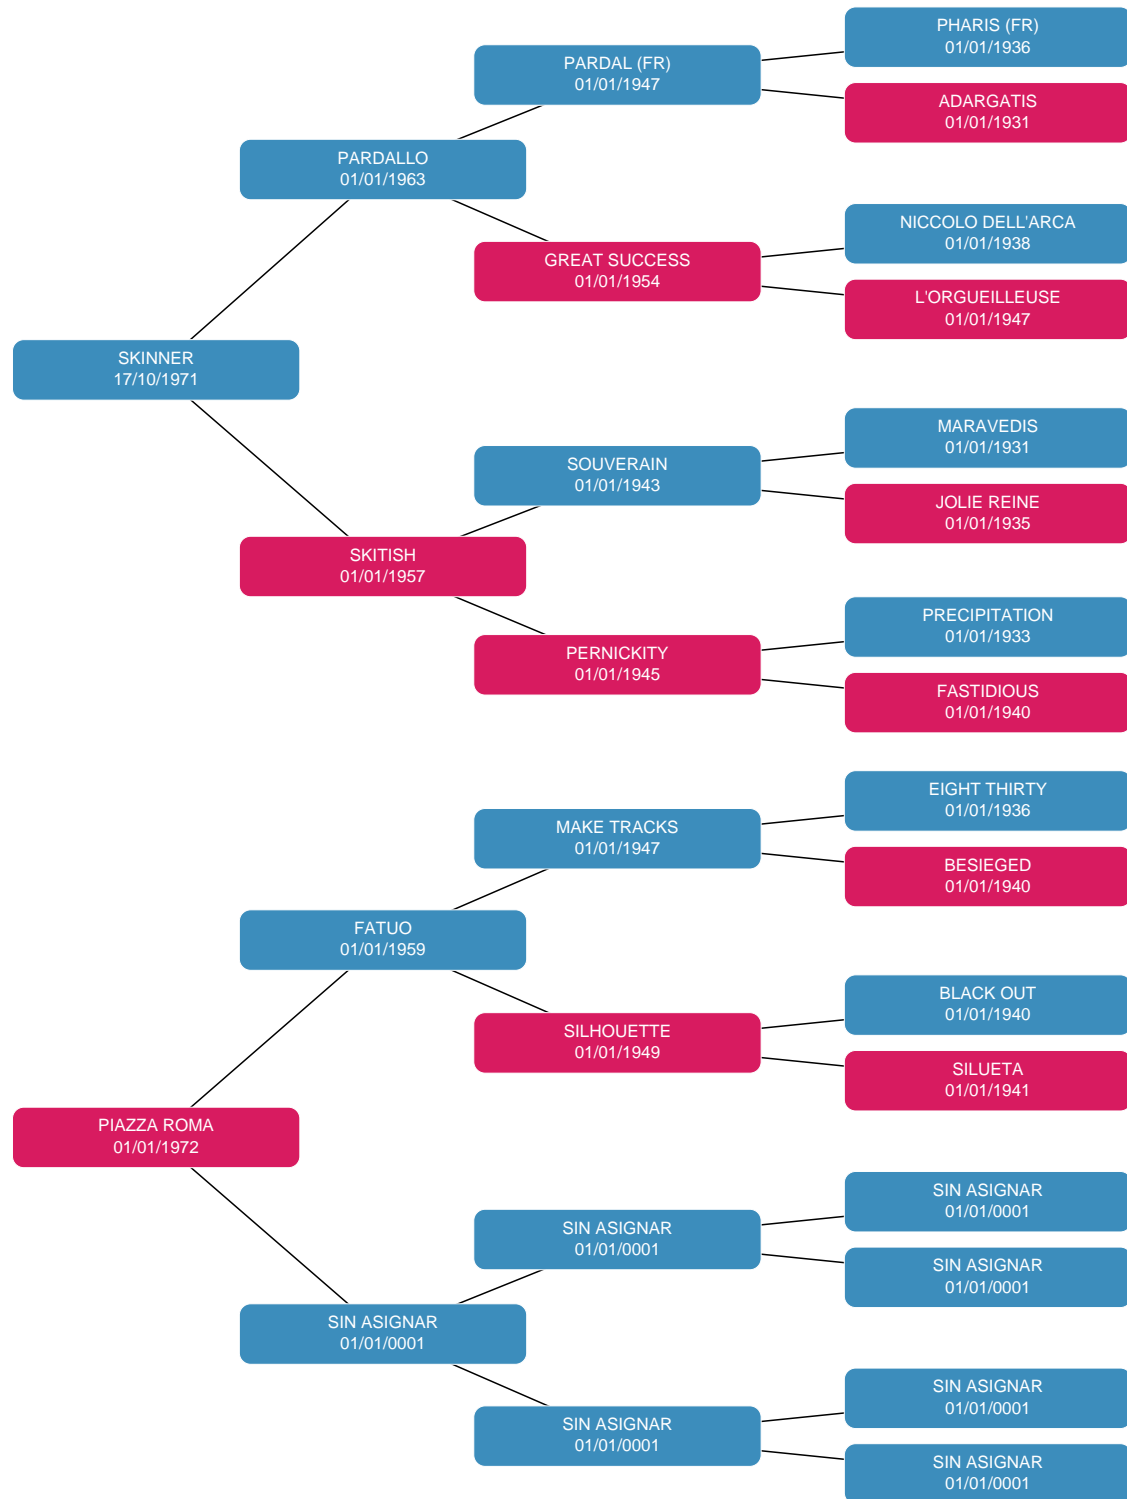 PHARIS (FR)
01/01/1936
PARDAL (FR)
01/01/1947
ADARGATIS
01/01/1931
PARDALLO
01/01/1963
NICCOLO DELL'ARCA
01/01/1938
GREAT SUCCESS
01/01/1954
L'ORGUEILLEUSE
01/01/1947
SKINNER
17/10/1971
MARAVEDIS
01/01/1931
SOUVERAIN
01/01/1943
JOLIE REINE
01/01/1935
SKITISH
01/01/1957
PRECIPITATION
01/01/1933
PERNICKITY
01/01/1945
FASTIDIOUS
01/01/1940
EIGHT THIRTY
01/01/1936
MAKE TRACKS
01/01/1947
BESIEGED
01/01/1940
FATUO
01/01/1959
BLACK OUT
01/01/1940
SILHOUETTE
01/01/1949
SILUETA
01/01/1941
PIAZZA ROMA
01/01/1972
SIN ASIGNAR
01/01/0001
SIN ASIGNAR
01/01/0001
SIN ASIGNAR
01/01/0001
SIN ASIGNAR
01/01/0001
SIN ASIGNAR
01/01/0001
SIN ASIGNAR
01/01/0001
SIN ASIGNAR
01/01/0001